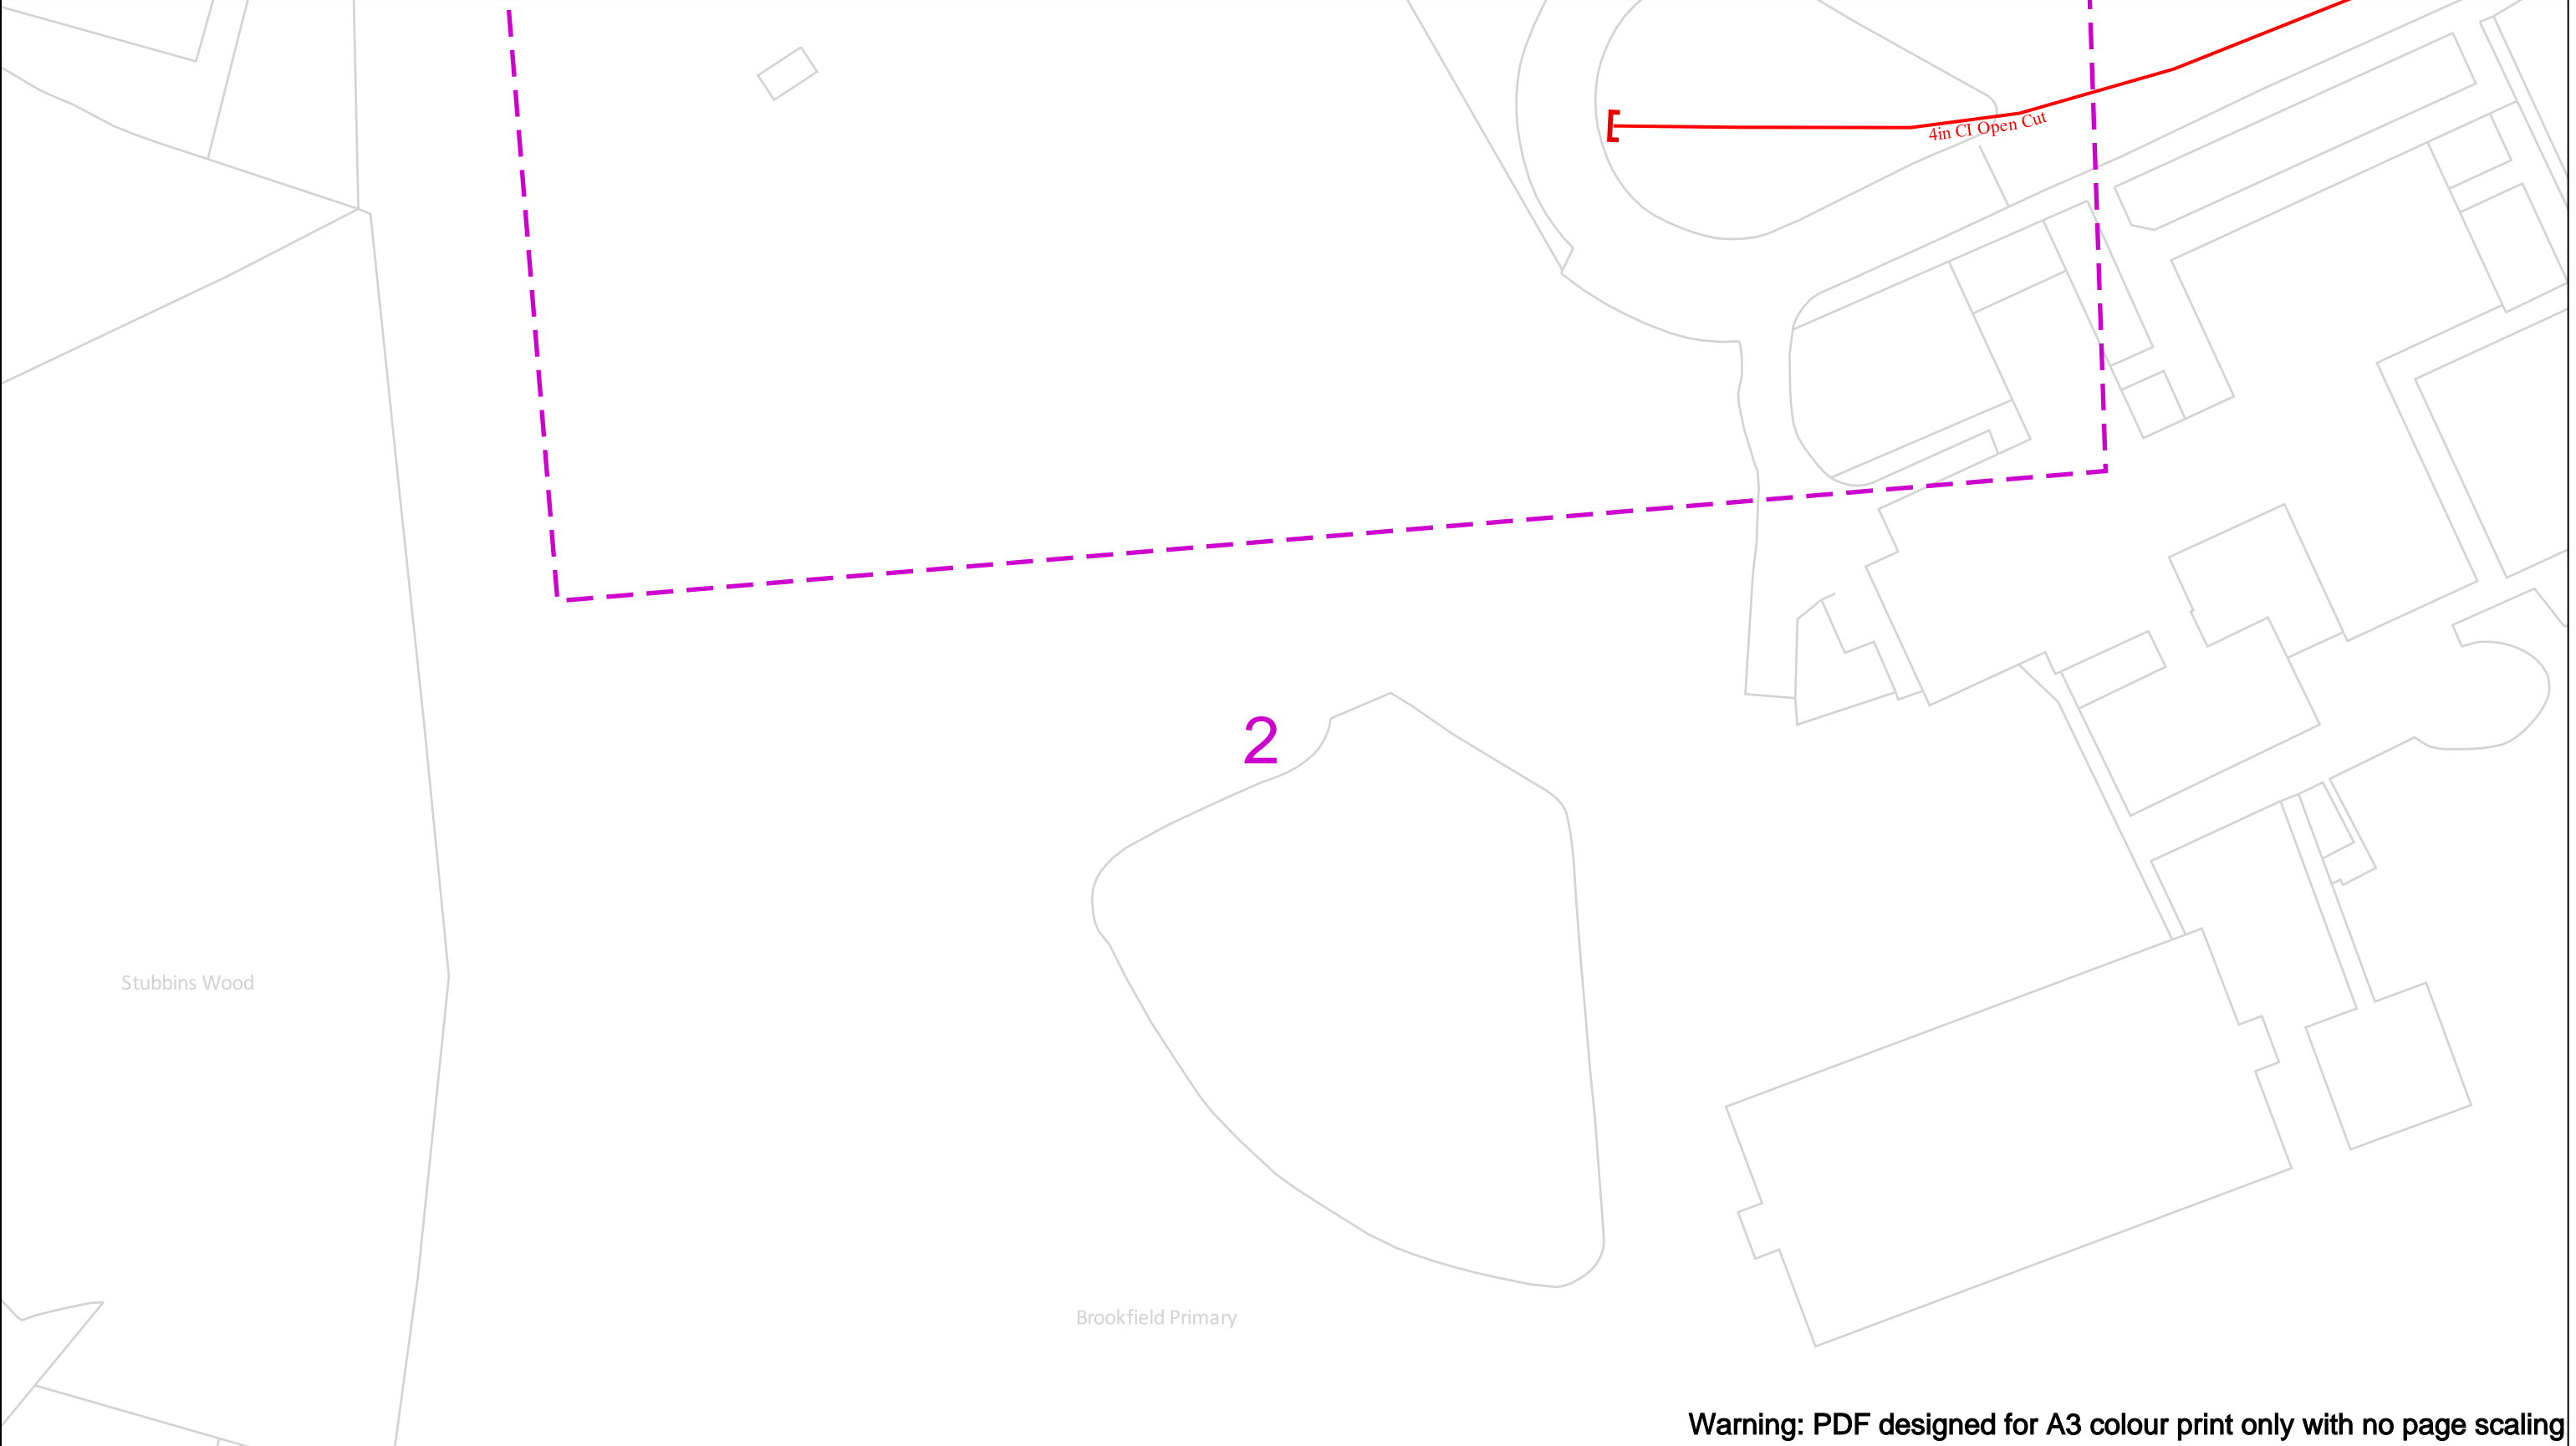 4in CI Open Cut
2
Stubbins Wood
Brookfield Primary
Warning: PDF designed for A3 colour print only with no page scaling